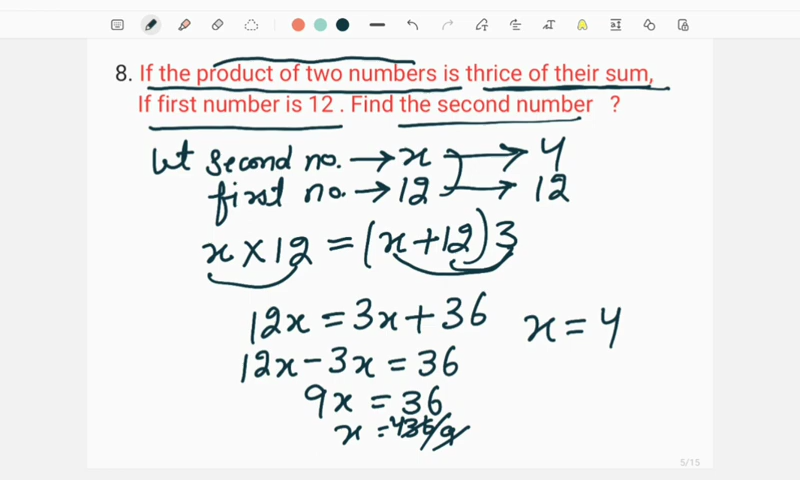 8. If the product of two numbers is thrice of their sum,
If first number is 12 . Find the second number ?
let second no. → x → 4
first no. → 12 → 12
x × 12 = (x + 12) 3
12x = 3x + 36
x = 4
12x - 3x = 36
9x = 36
x = 36/9
5/15